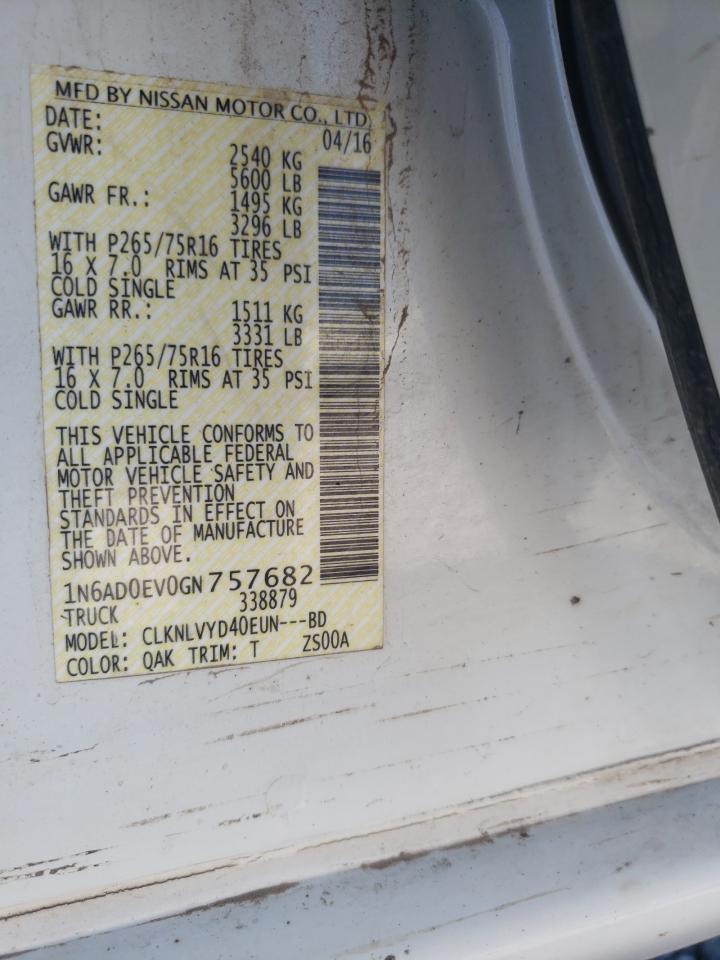 MFD BY NISSAN MOTOR CO., LTD.
DATE: 04/16
GVWR: 2540 KG
5600 LB
GAWR FR.: 1495 KG
3296 LB
WITH P265/75R16 TIRES
16 X 7.0 RIMS AT 35 PSI
COLD SINGLE
GAWR RR.: 1511 KG
3331 LB
WITH P265/75R16 TIRES
16 X 7.0 RIMS AT 35 PSI
COLD SINGLE
THIS VEHICLE CONFORMS TO
ALL APPLICABLE FEDERAL
MOTOR VEHICLE SAFETY AND
THEFT PREVENTION
STANDARDS IN EFFECT ON
THE DATE OF MANUFACTURE
SHOWN ABOVE.
1N6AD0EV0GN757682
TRUCK 338879
MODEL: CLKNLVYD40EUN---BD
COLOR: QAK TRIM: T ZS00A